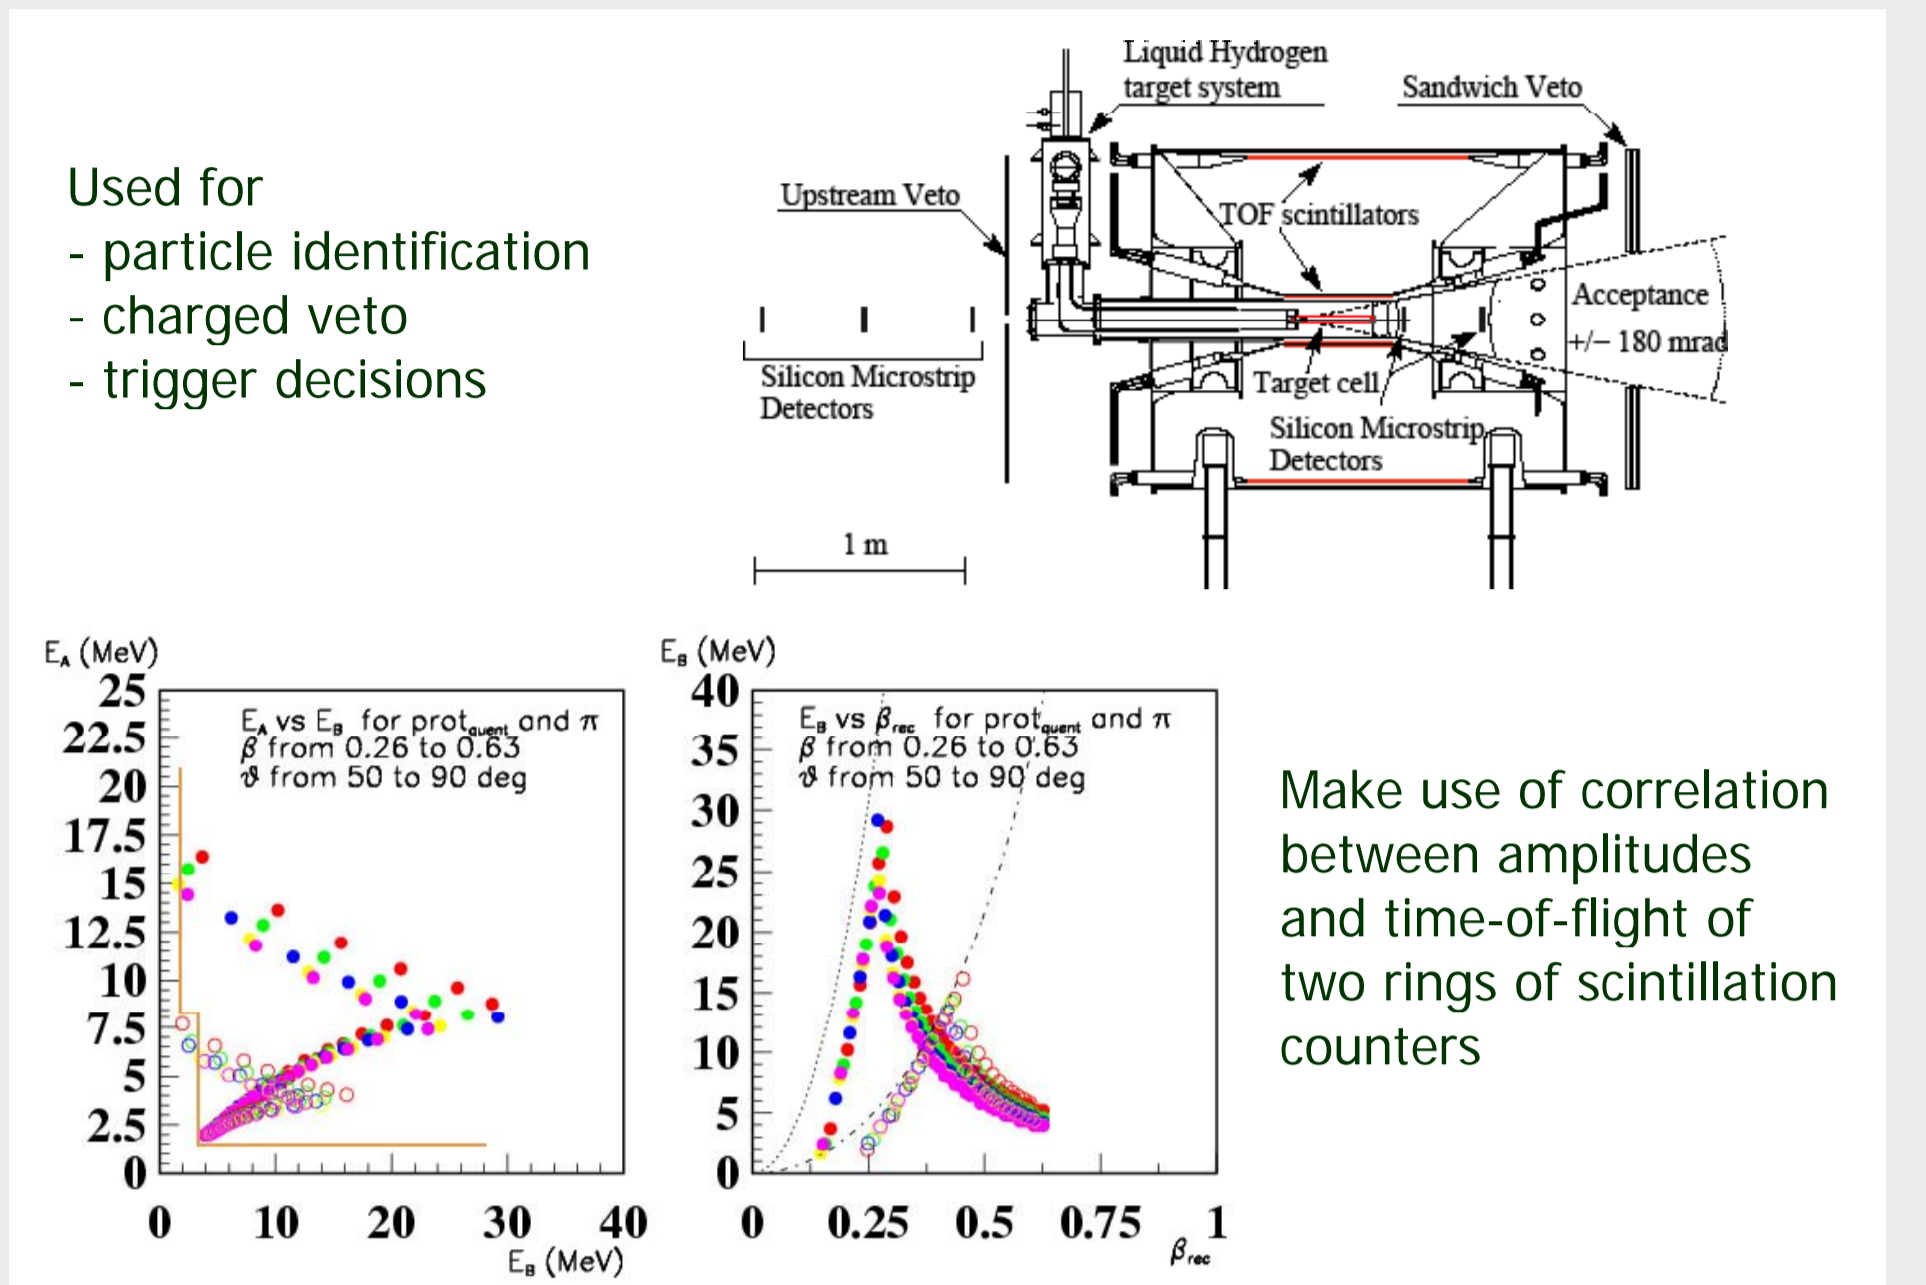 Used for
- particle identification
- charged veto
- trigger decisions
Liquid Hydrogen
target system
Sandwich Veto
Upstream Veto
TOF scintillators
Acceptance
+/− 180 mrad
Target cell
Silicon Microstrip
Detectors
Silicon Microstrip
Detectors
1 m
E_A (MeV)
25
22.5
20
17.5
15
12.5
10
7.5
5
2.5
0
E_A vs E_B for prot_quent and π
β from 0.26 to 0.63
ϑ from 50 to 90 deg
0 10 20 30 40
E_B (MeV)
E_B (MeV)
40
35
30
25
20
15
10
5
0
E_B vs β_rec for prot_quent and π
β from 0.26 to 0.63
ϑ from 50 to 90 deg
0 0.25 0.5 0.75 1
β_rec
Make use of correlation
between amplitudes
and time-of-flight of
two rings of scintillation
counters